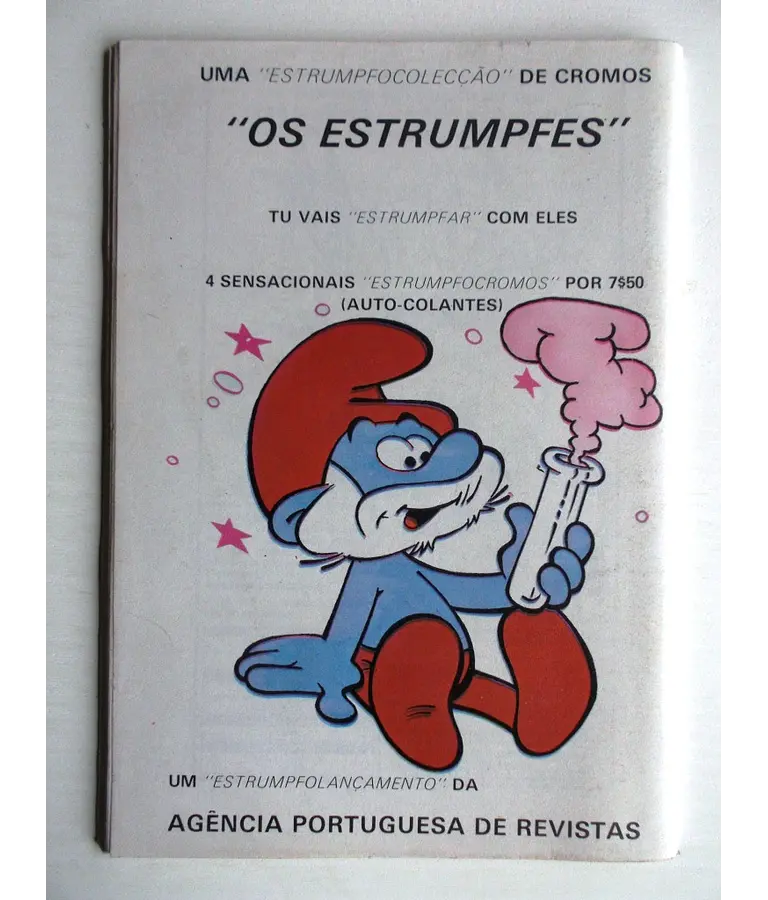 UMA "ESTRUMPFOCOLECÇÃO" DE CROMOS
"OS ESTRUMPFES"
TU VAIS "ESTRUMPFAR" COM ELES
4 SENSACIONAIS "ESTRUMPFOCROMOS" POR 7$50
(AUTO-COLANTES)
UM "ESTRUMPFOLANÇAMENTO" DA
AGÊNCIA PORTUGUESA DE REVISTAS